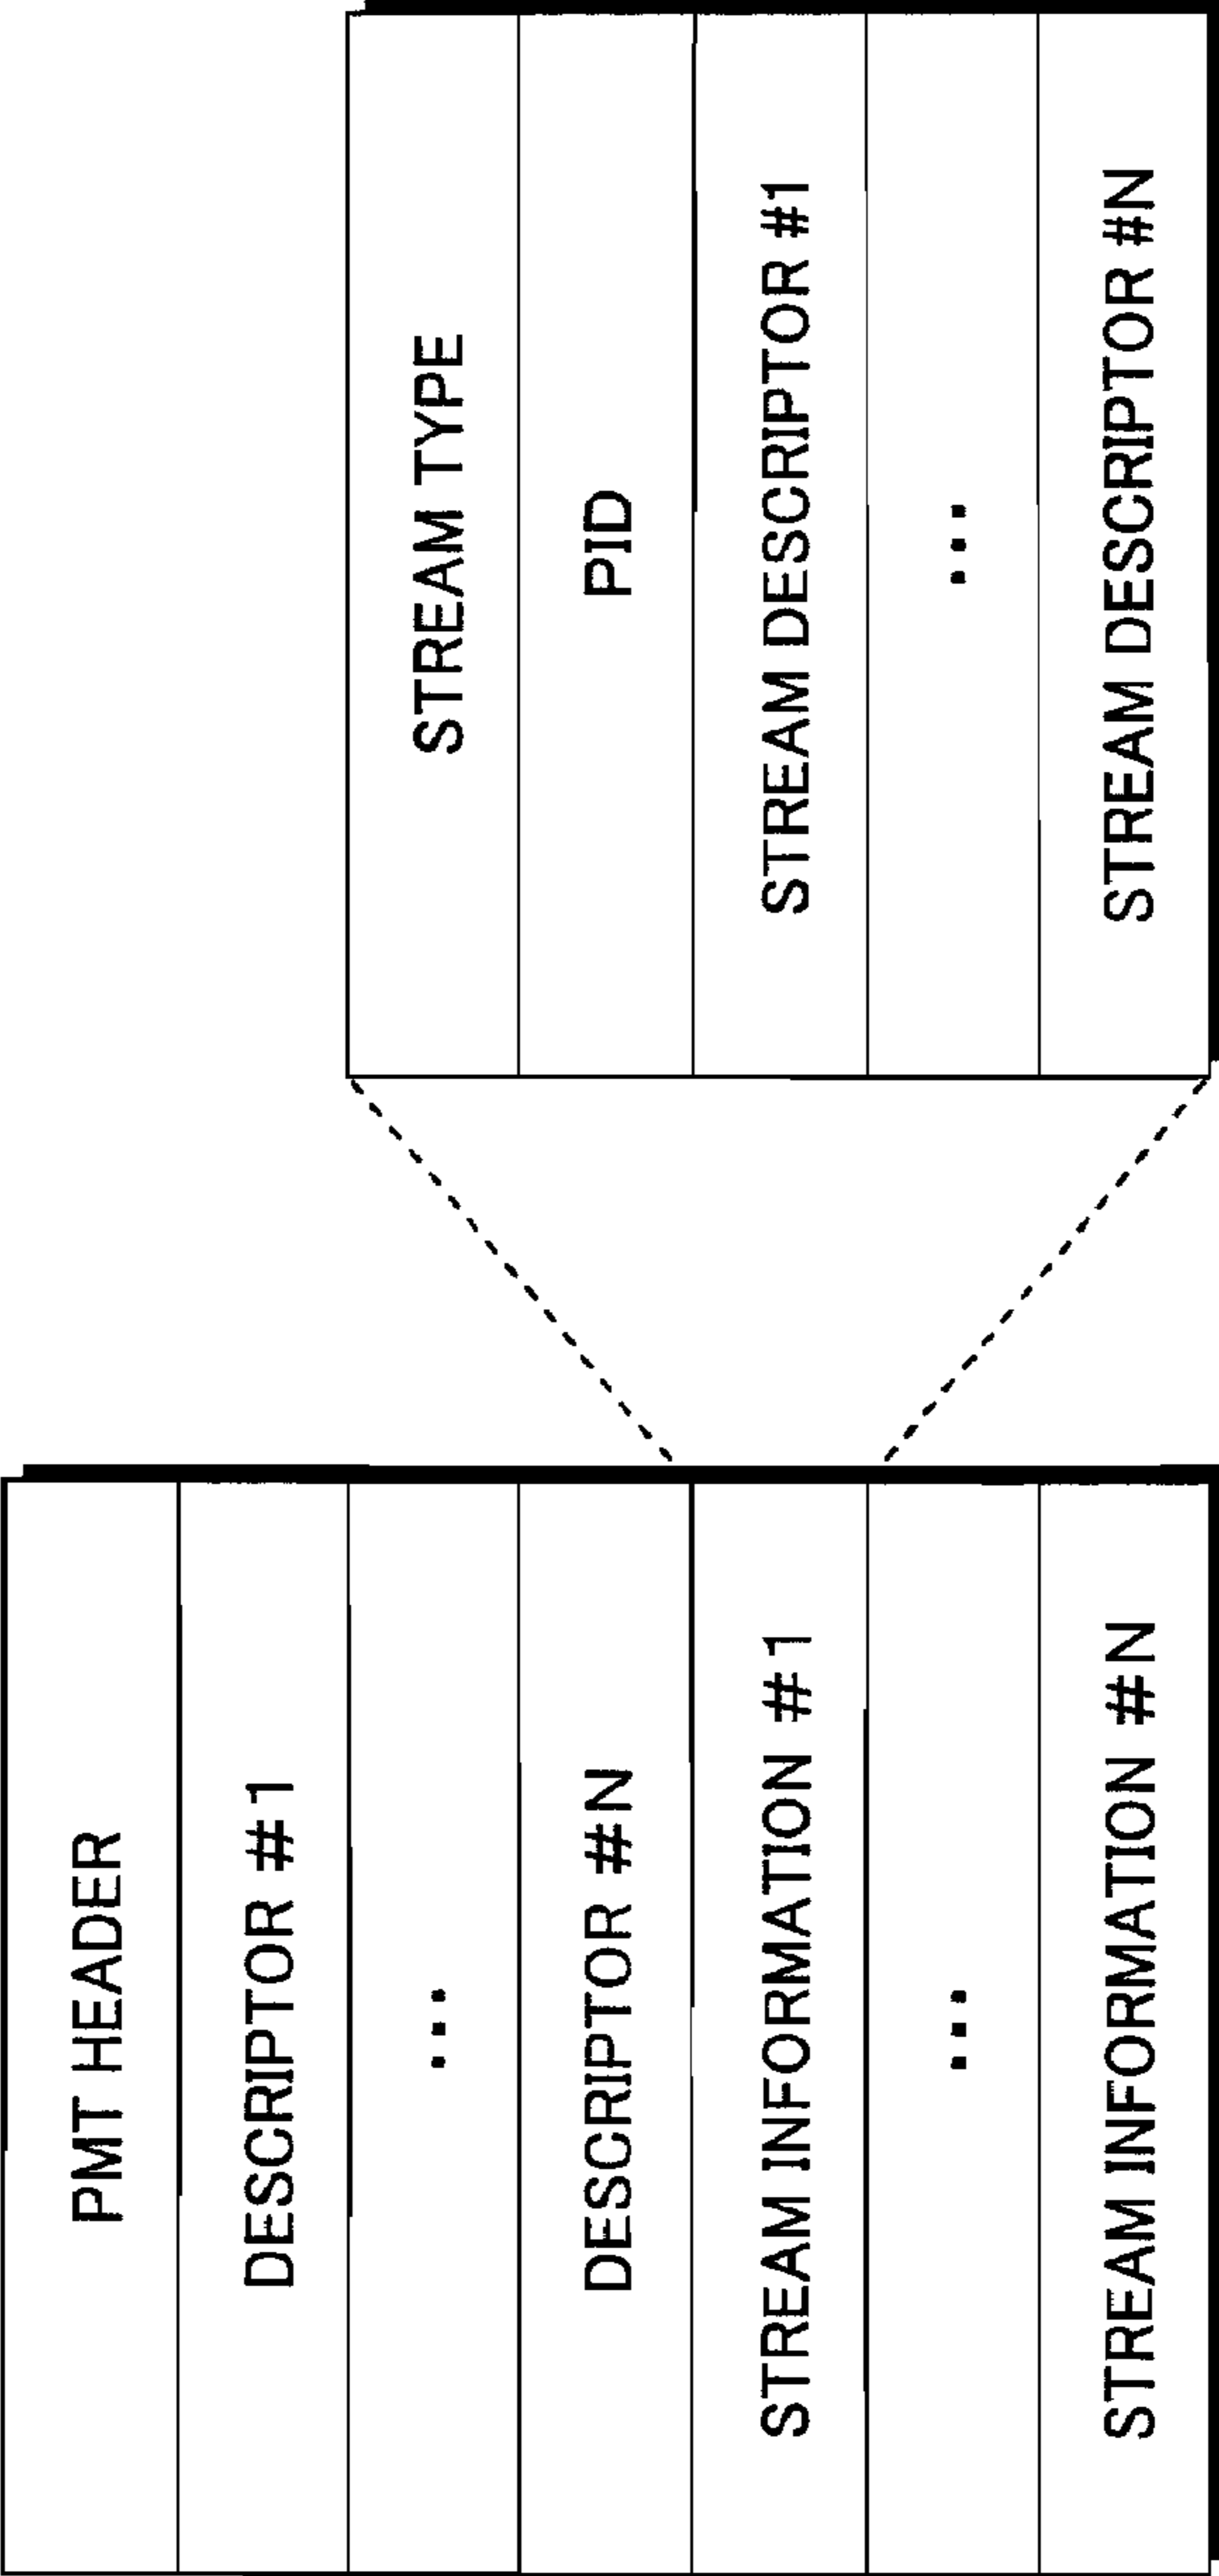 PMT HEADER
DESCRIPTOR #1
...
DESCRIPTOR #N
STREAM INFORMATION #1
...
STREAM INFORMATION #N
STREAM TYPE
PID
STREAM DESCRIPTOR #1
...
STREAM DESCRIPTOR #N